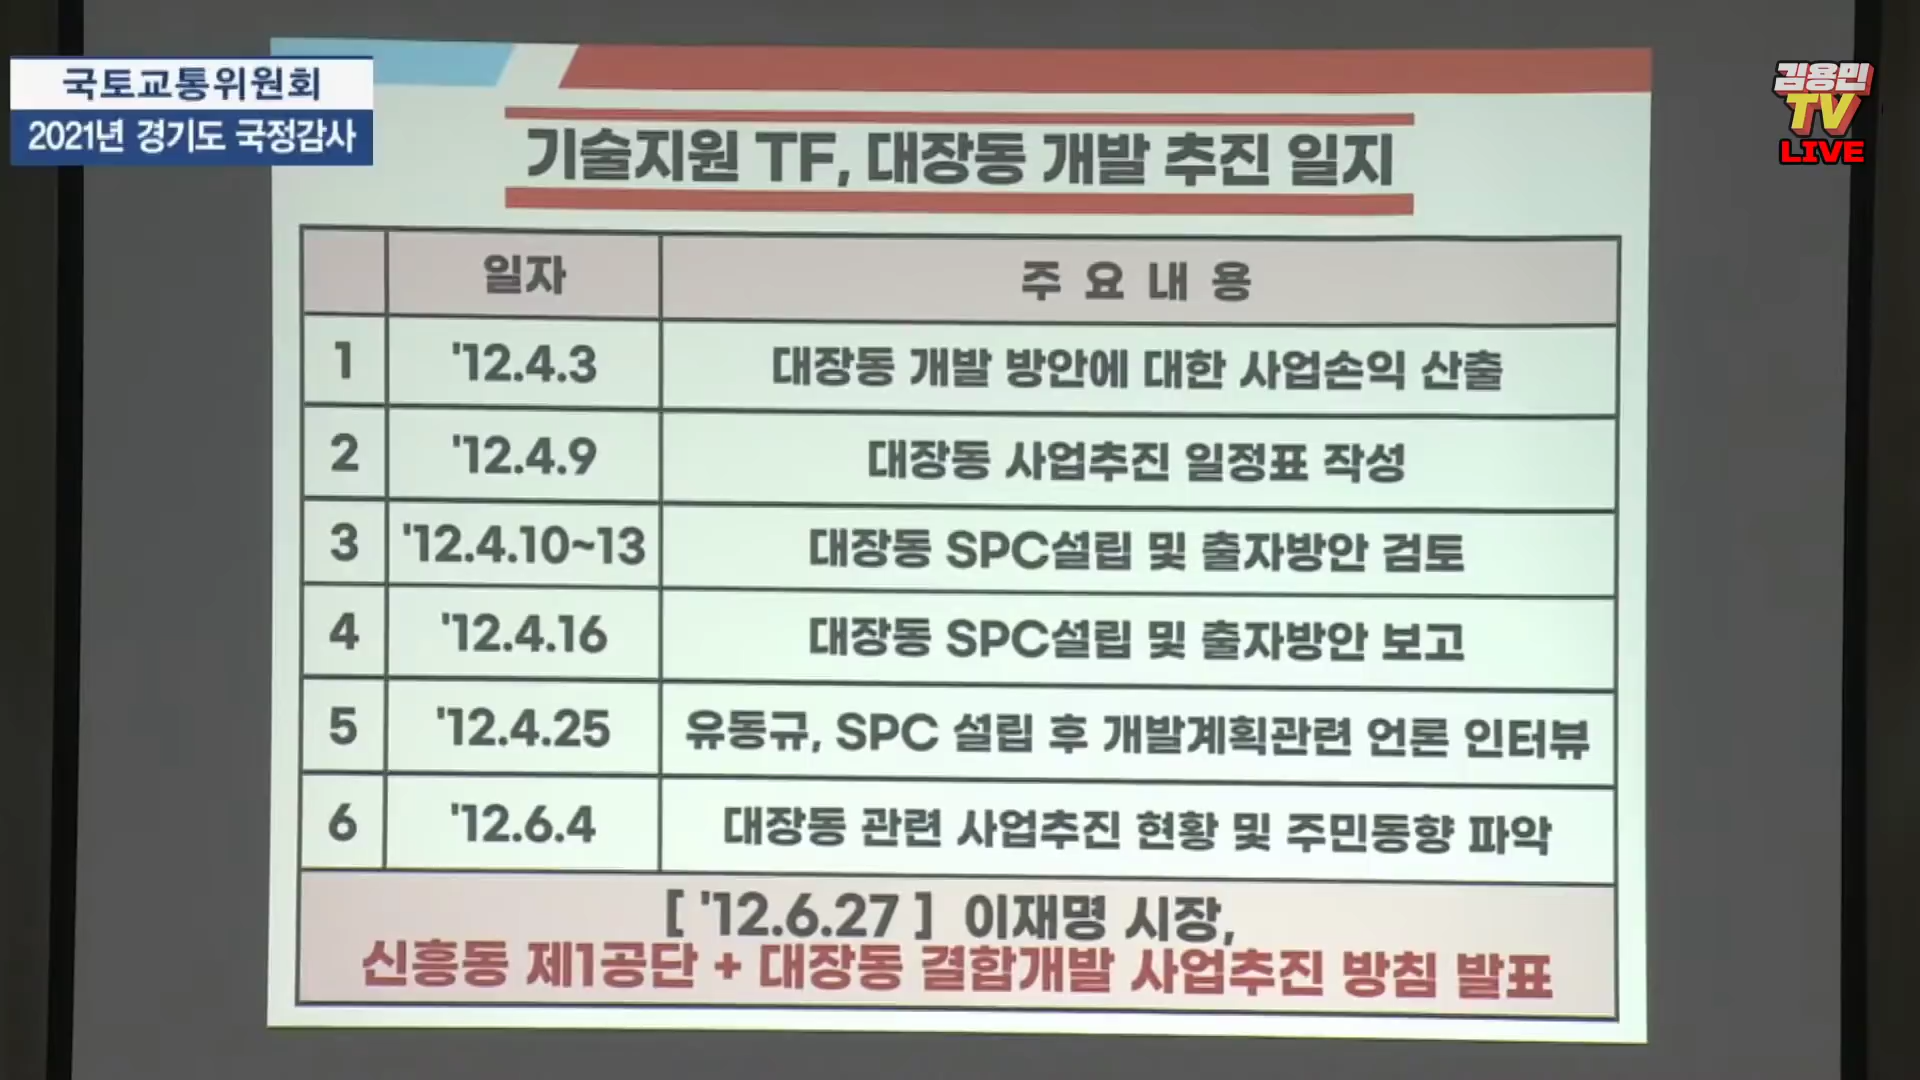 국토교통위원회
2021년 경기도 국정감사
김용민
TV
LIVE
기술지원 TF, 대장동 개발 추진 일지
일자 주 요 내 용
1 '12.4.3 대장동 개발 방안에 대한 사업손익 산출
2 '12.4.9 대장동 사업추진 일정표 작성
3 '12.4.10~13 대장동 SPC설립 및 출자방안 검토
4 '12.4.16 대장동 SPC설립 및 출자방안 보고
5 '12.4.25 유동규, SPC 설립 후 개발계획관련 언론 인터뷰
6 '12.6.4 대장동 관련 사업추진 현황 및 주민동향 파악
[ '12.6.27 ] 이재명 시장,
신흥동 제1공단 + 대장동 결합개발 사업추진 방침 발표